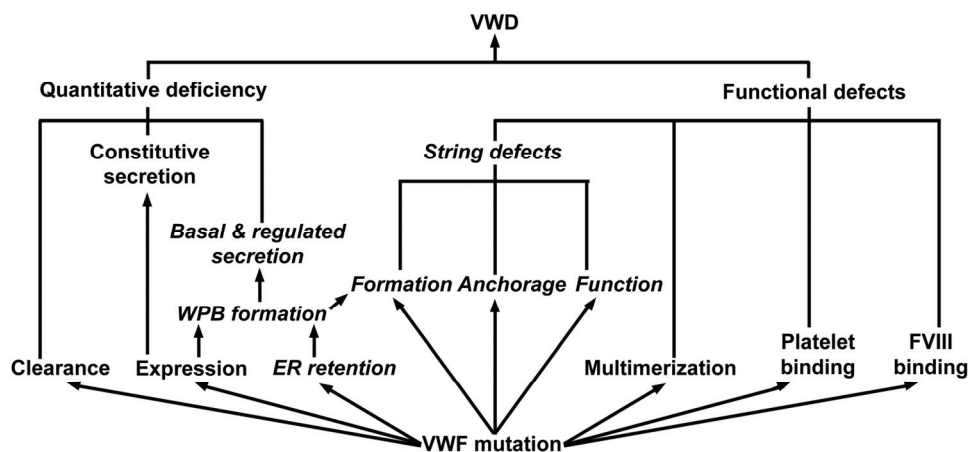 VWD
Quantitative deficiency
Functional defects
Constitutive
secretion
String defects
Basal & regulated
secretion
Formation
Anchorage
Function
WPB formation
Clearance
Expression
ER retention
Multimerization
Platelet
binding
FVIII
binding
VWF mutation